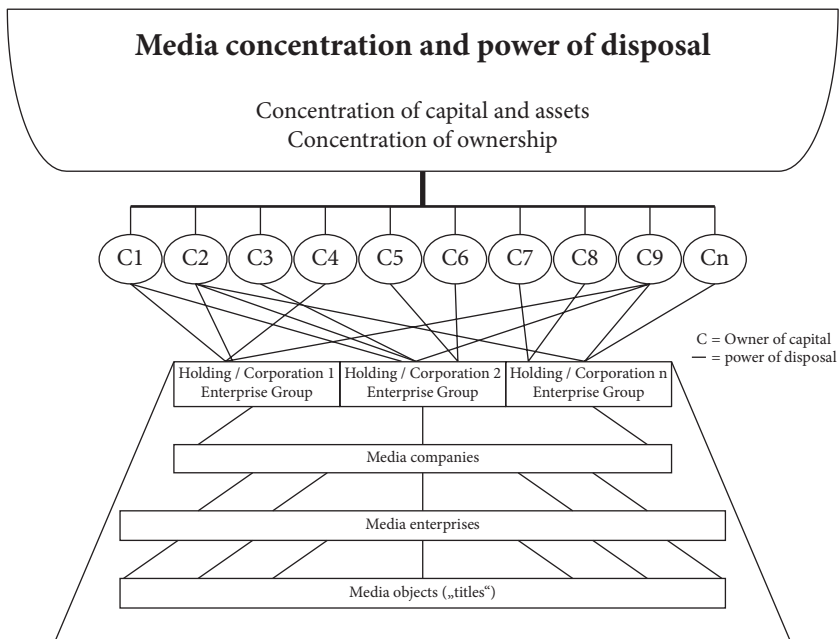 Media concentration and power of disposal
Concentration of capital and assets
Concentration of ownership
C1 C2 C3 C4 C5 C6 C7 C8 C9 Cn
C = Owner of capital
— = power of disposal
Holding / Corporation 1
Enterprise Group
Holding / Corporation 2
Enterprise Group
Holding / Corporation n
Enterprise Group
Media companies
Media enterprises
Media objects („titles“)